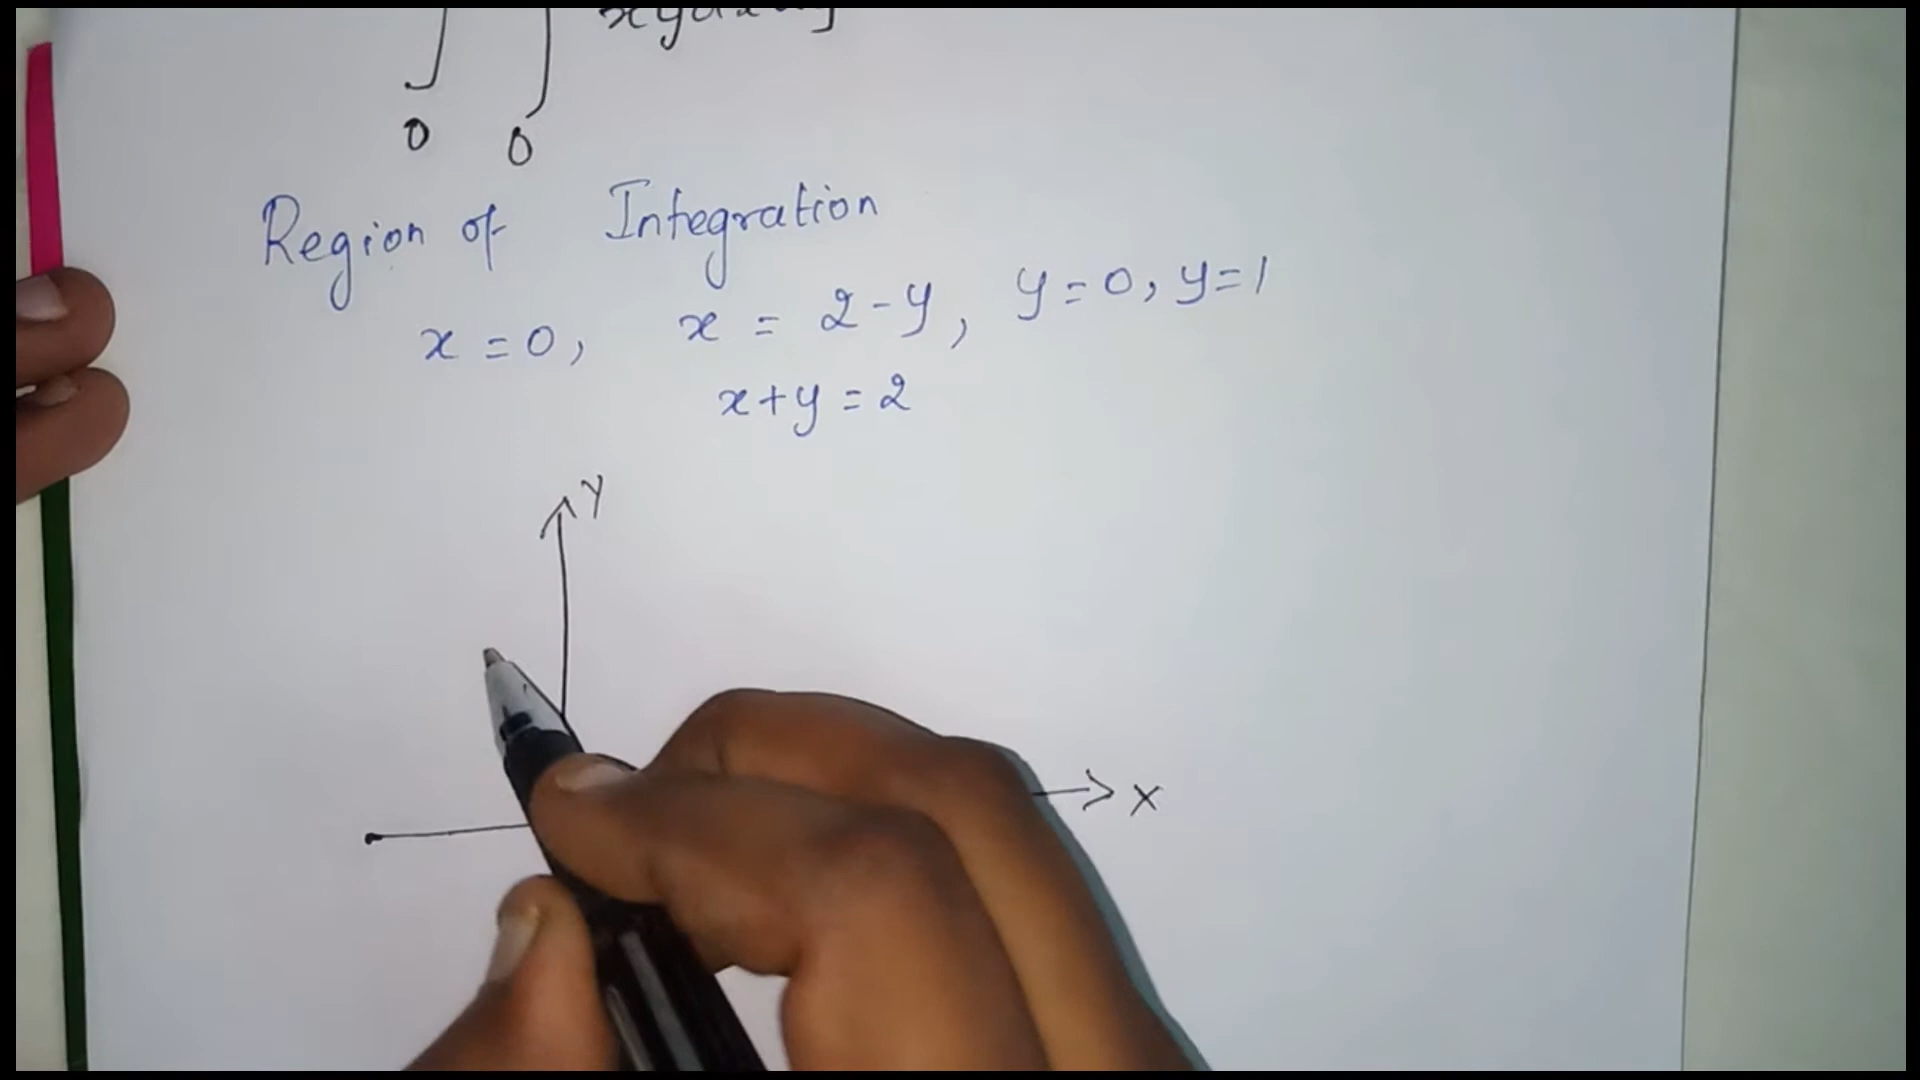 ∫ ∫
0 0
Region of Integration
x = 0, x = 2 - y, y = 0, y = 1
x + y = 2
Y
X